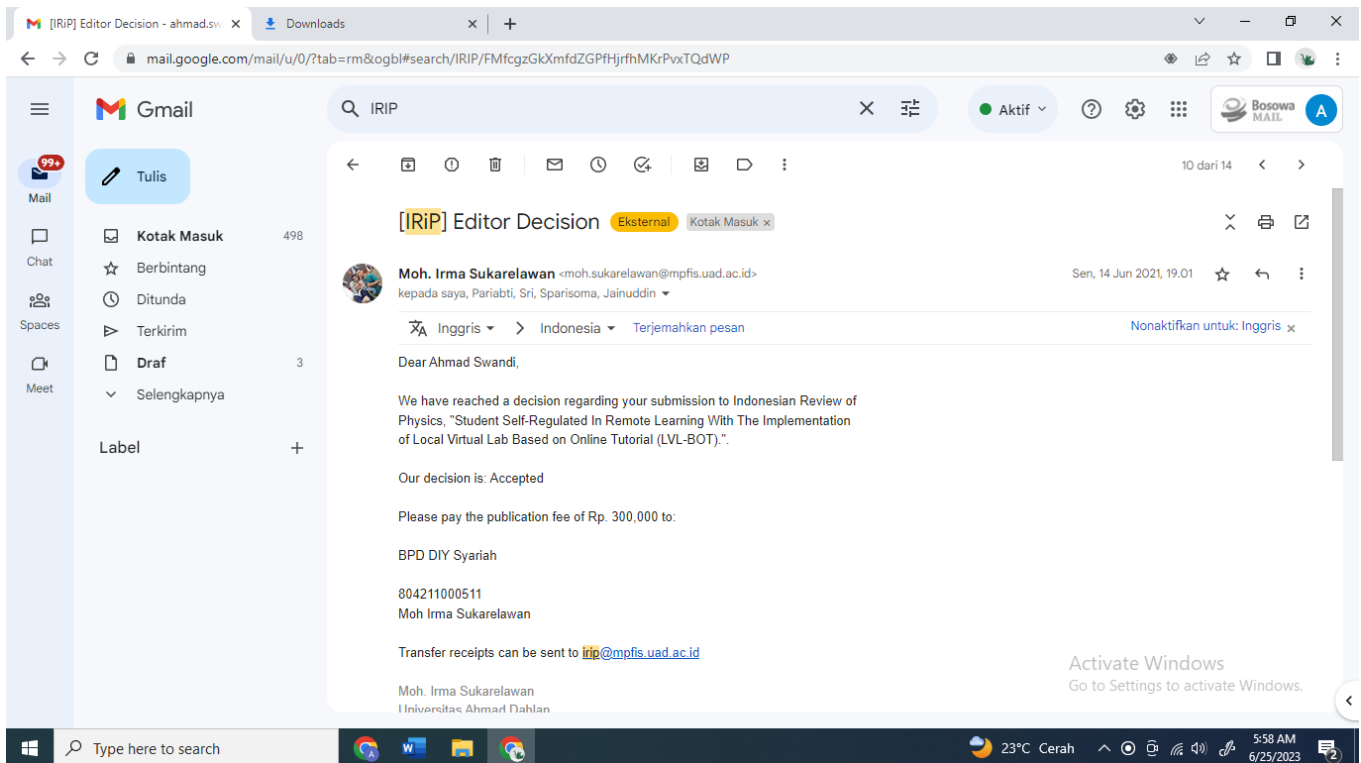 [IRiP] Editor Decision - ahmad.sw
Downloads
mail.google.com/mail/u/0/?tab=rm&ogbl#search/IRIP/FMfcgzGkXmfdZGPfHjrfhMKrPvxTQdWP
Gmail
IRIP
Aktif
Bosowa
MAIL
A
99+
Mail
Chat
Spaces
Meet
Tulis
Kotak Masuk 498
Berbintang
Ditunda
Terkirim
Draf 3
Selengkapnya
Label
10 dari 14
[IRiP] Editor Decision Eksternal Kotak Masuk ×
Moh. Irma Sukarelawan <moh.sukarelawan@mpfis.uad.ac.id> Sen, 14 Jun 2021, 19.01
kepada saya, Pariabti, Sri, Sparisoma, Jainuddin
Inggris > Indonesia Terjemahkan pesan Nonaktifkan untuk: Inggris ×
Dear Ahmad Swandi,
We have reached a decision regarding your submission to Indonesian Review of
Physics, "Student Self-Regulated In Remote Learning With The Implementation
of Local Virtual Lab Based on Online Tutorial (LVL-BOT).".
Our decision is: Accepted
Please pay the publication fee of Rp. 300,000 to:
BPD DIY Syariah
804211000511
Moh Irma Sukarelawan
Transfer receipts can be sent to irip@mpfis.uad.ac.id
Moh. Irma Sukarelawan
Universitas Ahmad Dahlan
Activate Windows
Go to Settings to activate Windows.
Type here to search
23°C Cerah
5:58 AM
6/25/2023
2